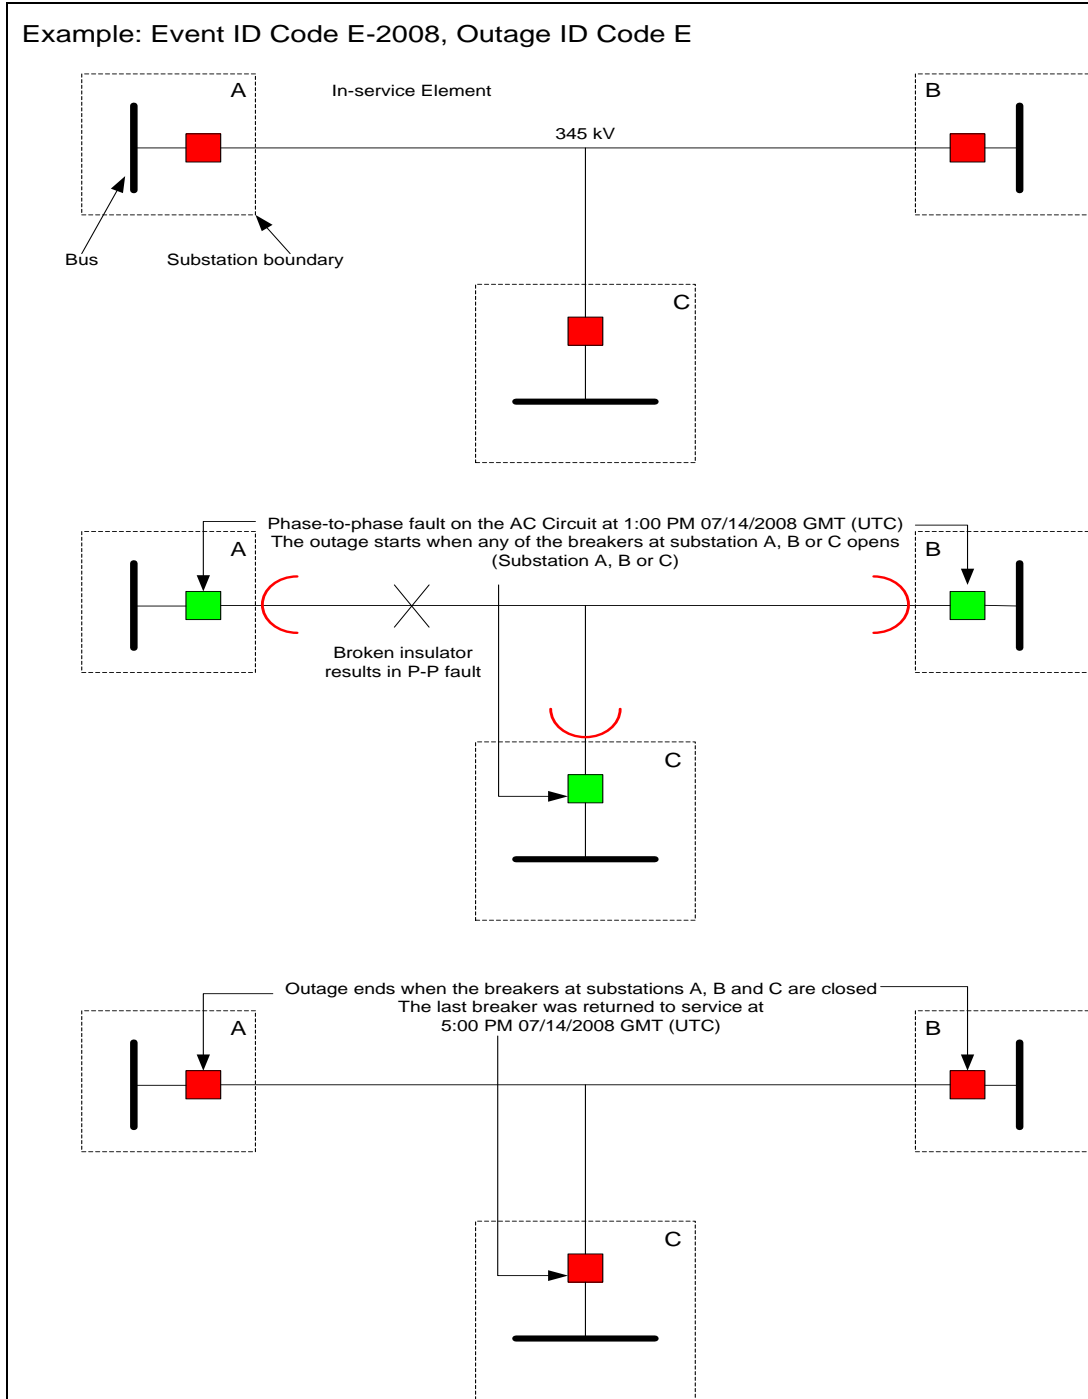 Example: Event ID Code E-2008, Outage ID Code E
A
In-service Element
B
345 kV
Bus
Substation boundary
C
Phase-to-phase fault on the AC Circuit at 1:00 PM 07/14/2008 GMT (UTC)
The outage starts when any of the breakers at substation A, B or C opens
(Substation A, B or C)
A
B
Broken insulator
results in P-P fault
C
Outage ends when the breakers at substations A, B and C are closed
The last breaker was returned to service at
5:00 PM 07/14/2008 GMT (UTC)
A
B
C